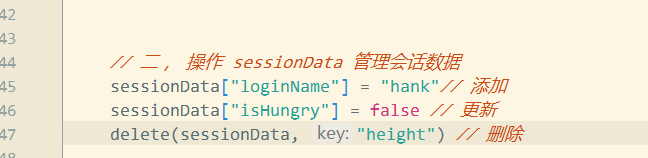 42
43
44 // 二, 操作 sessionData 管理会话数据
45 sessionData["loginName"] = "hank"// 添加
46 sessionData["isHungry"] = false // 更新
47 delete(sessionData, key: "height") // 删除
48